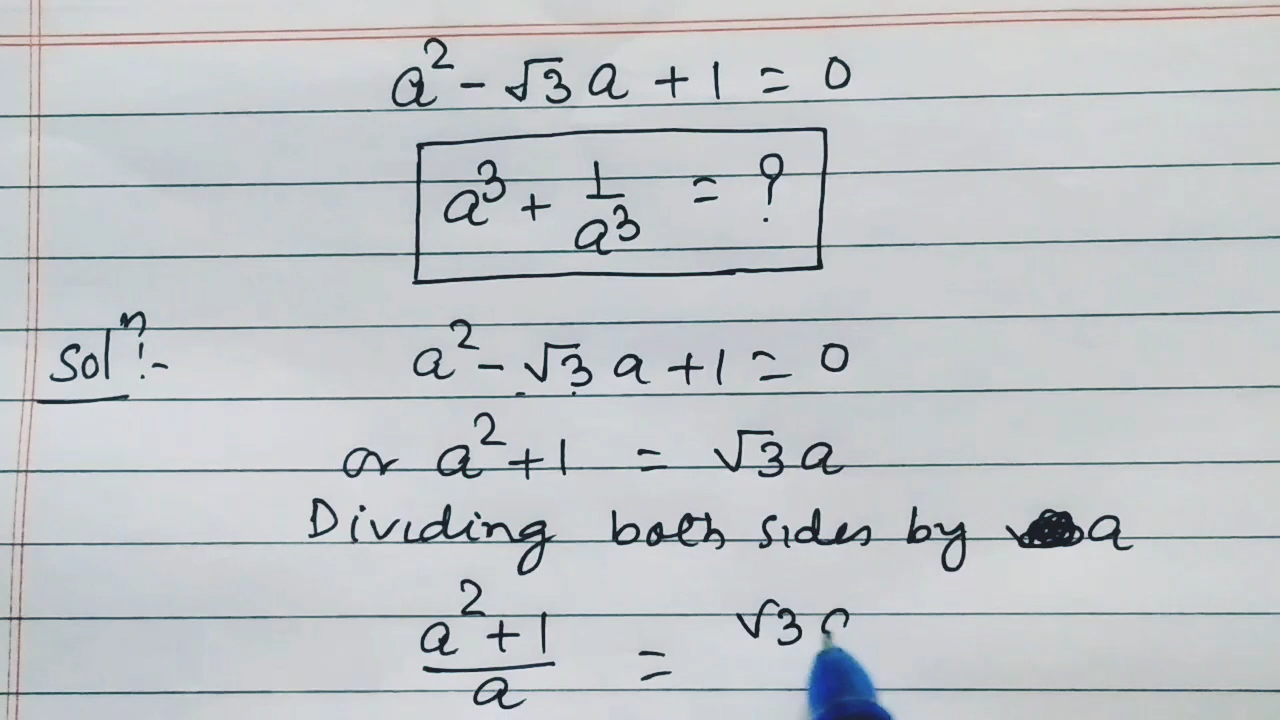 a² - √3 a + 1 = 0
a³ + 1/a³ = ?
Solⁿ:- a² - √3 a + 1 = 0
or a² + 1 = √3 a
Dividing both sides by a
a² + 1 / a = √3 a